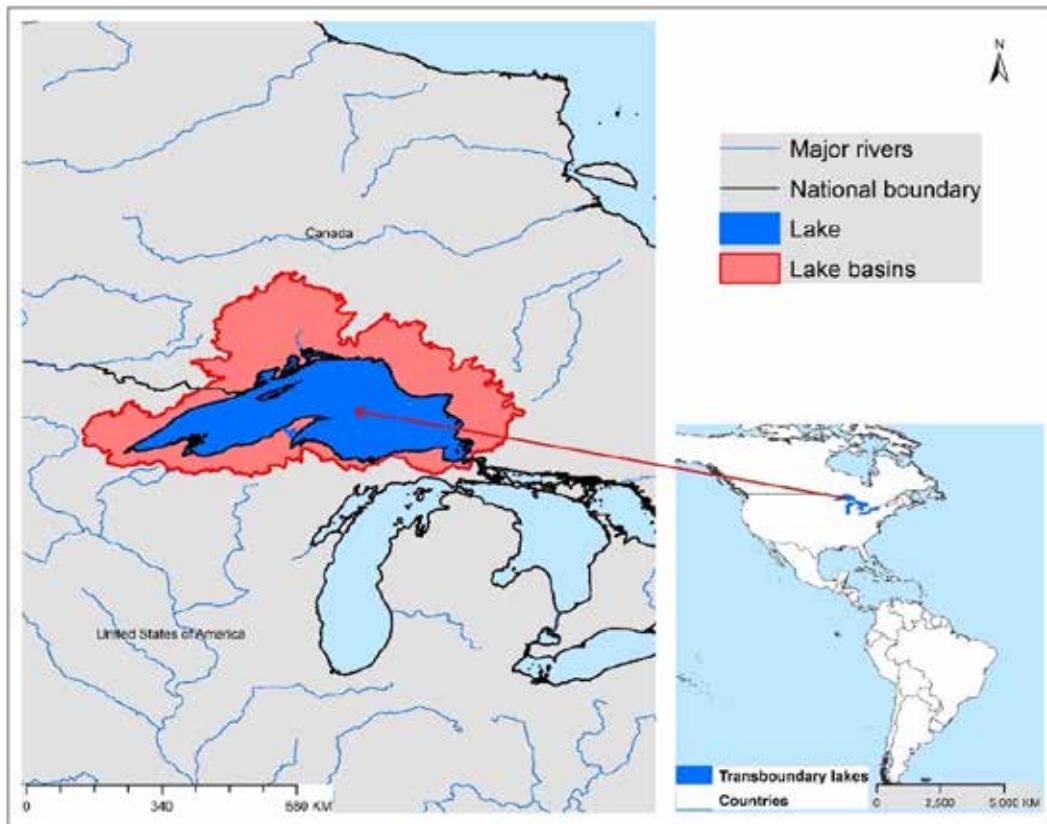 N
Major rivers
National boundary
Lake
Lake basins
Canada
United States of America
0 340 680 KM
Transboundary lakes
Countries
0 2,500 5,000 KM